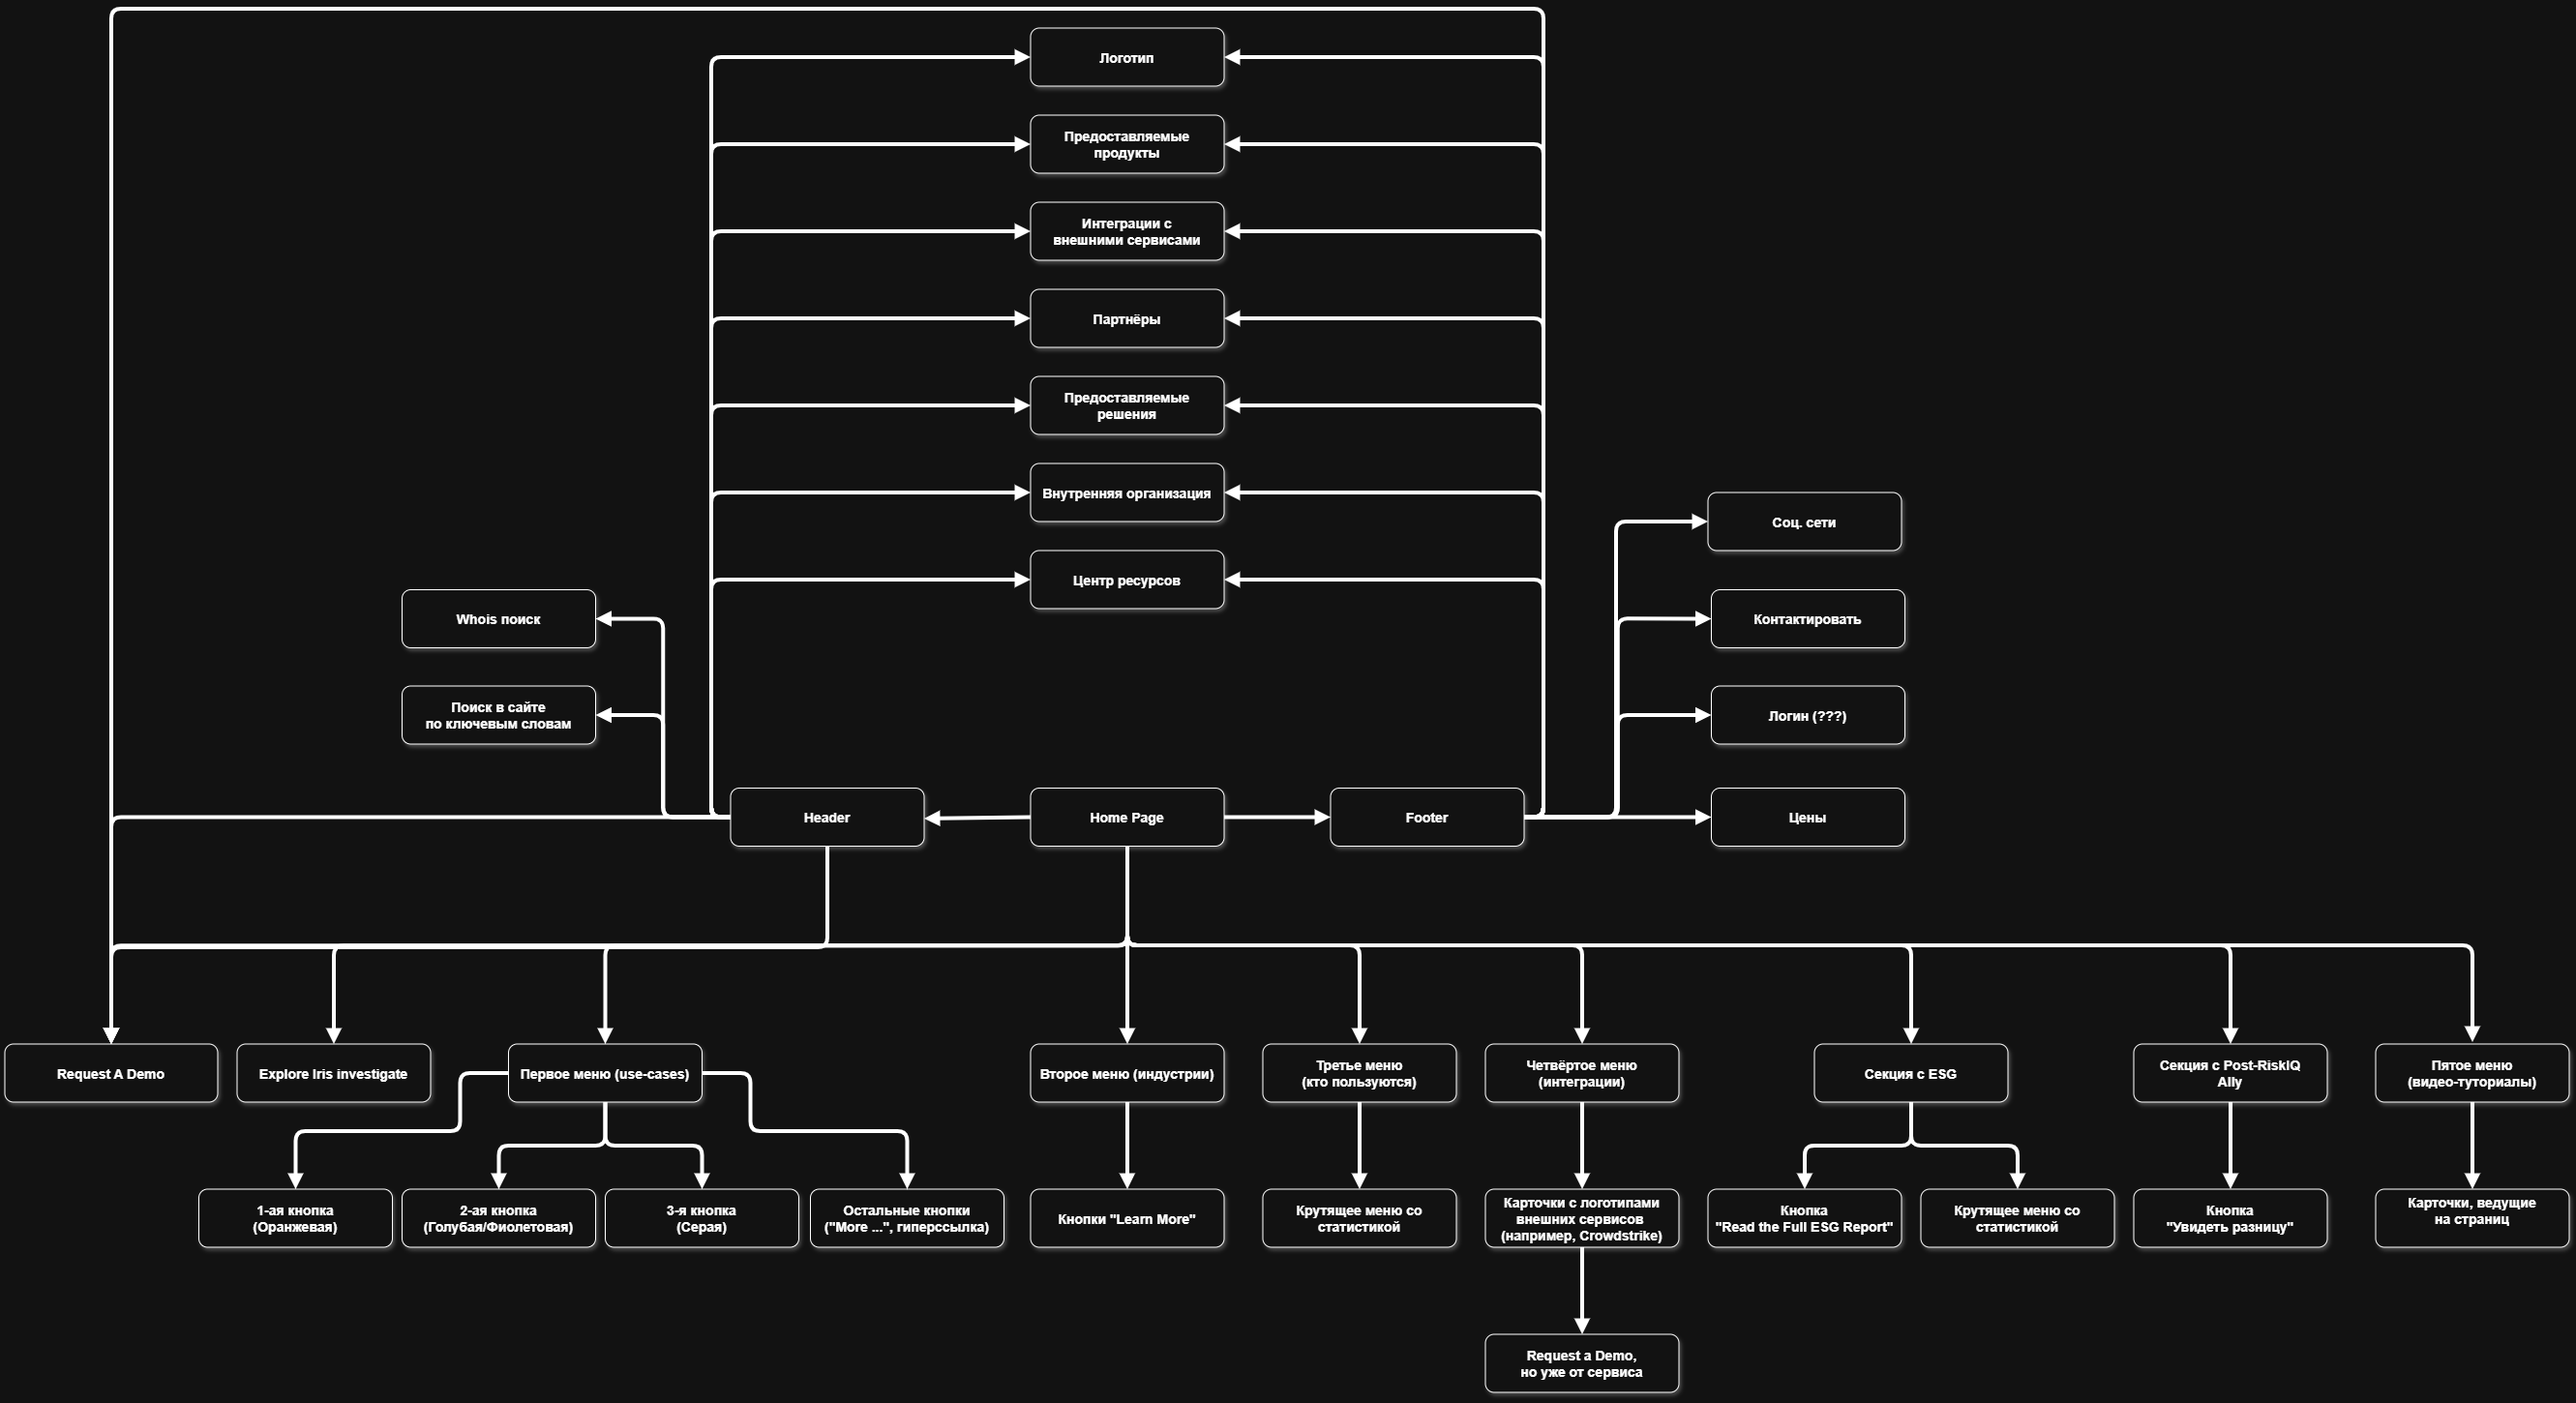 Логотип
Предоставляемые
продукты
Интеграции с
внешними сервисами
Партнёры
Предоставляемые
решения
Внутренняя организация
Соц. сети
Центр ресурсов
Whois поиск
Контактировать
Поиск в сайте
по ключевым словам
Логин (???)
Header
Home Page
Footer
Цены
Request A Demo
Explore Iris investigate
Первое меню (use-cases)
Второе меню (индустрии)
Третье меню
(кто пользуются)
Четвёртое меню
(интеграции)
Секция с ESG
Секция с Post-RiskIQ
Ally
Пятое меню
(видео-туториалы)
1-ая кнопка
(Оранжевая)
2-ая кнопка
(Голубая/Фиолетовая)
3-я кнопка
(Серая)
Остальные кнопки
("More ...", гиперссылка)
Кнопки "Learn More"
Крутящее меню со
статистикой
Карточки с логотипами
внешних сервисов
(например, Crowdstrike)
Кнопка
"Read the Full ESG Report"
Крутящее меню со
статистикой
Кнопка
"Увидеть разницу"
Карточки, ведущие
на страниц
Request a Demo,
но уже от сервиса